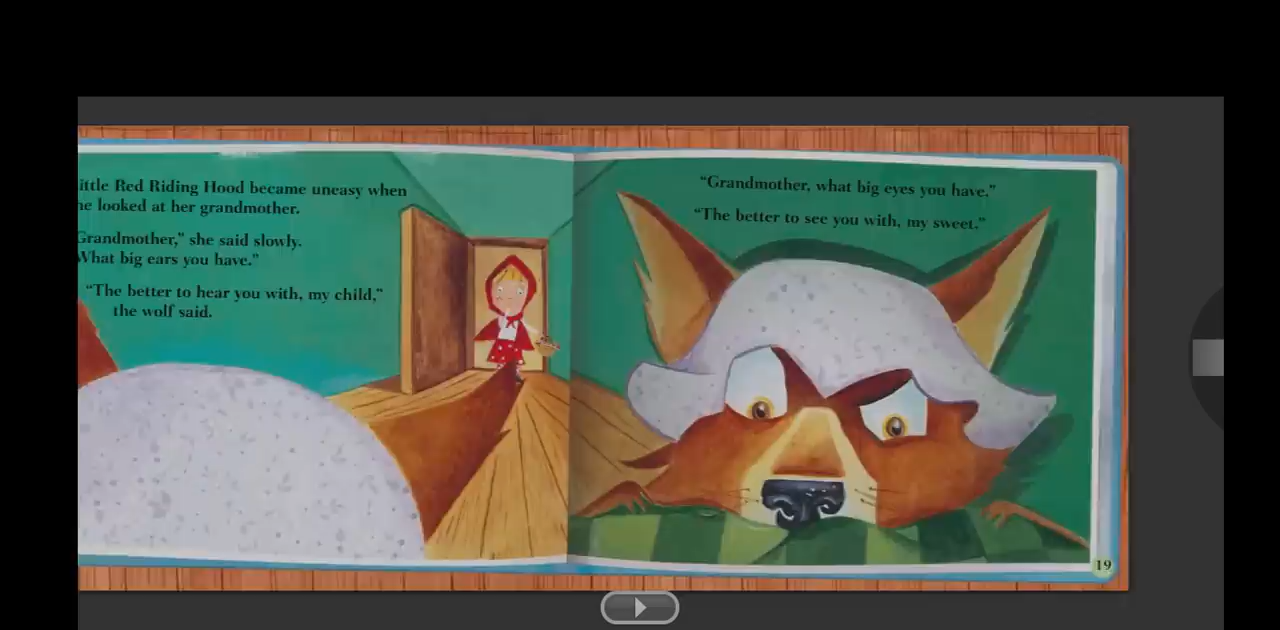 ittle Red Riding Hood became uneasy when
he looked at her grandmother.
Grandmother,” she said slowly.
What big ears you have.”
“The better to hear you with, my child,”
the wolf said.
“Grandmother, what big eyes you have.”
“The better to see you with, my sweet.”
19